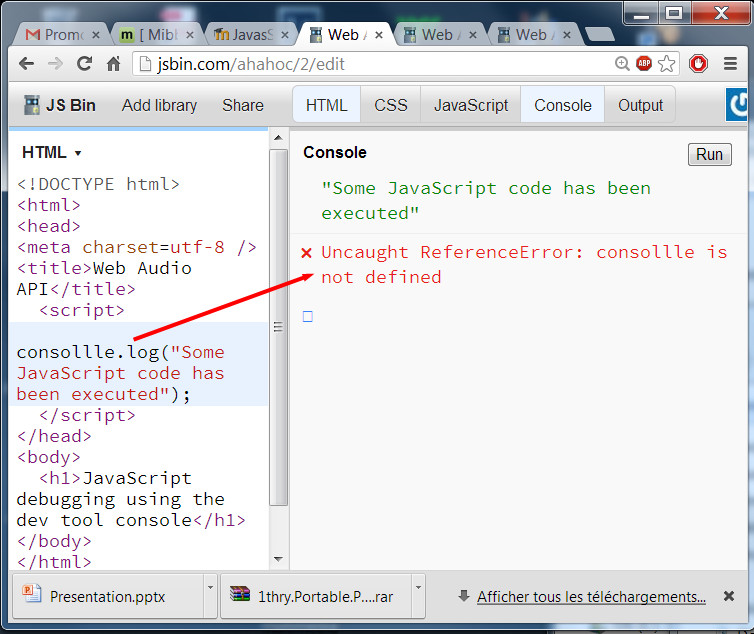 Promo
[ Mibl
JavaS
Web A
Web A
Web A
jsbin.com/ahahoc/2/edit
ABP
JS Bin Add library Share HTML CSS JavaScript Console Output
HTML
<!DOCTYPE html>
<html>
<head>
<meta charset=utf-8 />
<title>Web Audio
API</title>
<script>
consollle.log("Some
JavaScript code has
been executed");
</script>
</head>
<body>
<h1>JavaScript
debugging using the
dev tool console</h1>
</body>
</html>
Console Run
"Some JavaScript code has been
executed"
Uncaught ReferenceError: consollle is
not defined
Presentation.pptx 1thry.Portable.P....rar Afficher tous les téléchargements...